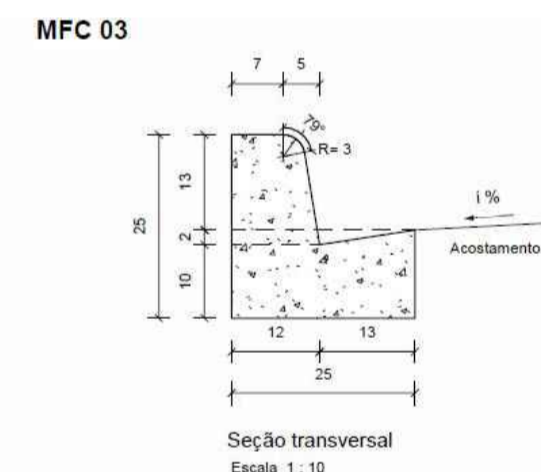 MFC 03
7 5
79°
R= 3
13
25
2
10
i %
Acostamento
12 13
25
Seção transversal
Escala 1 : 10